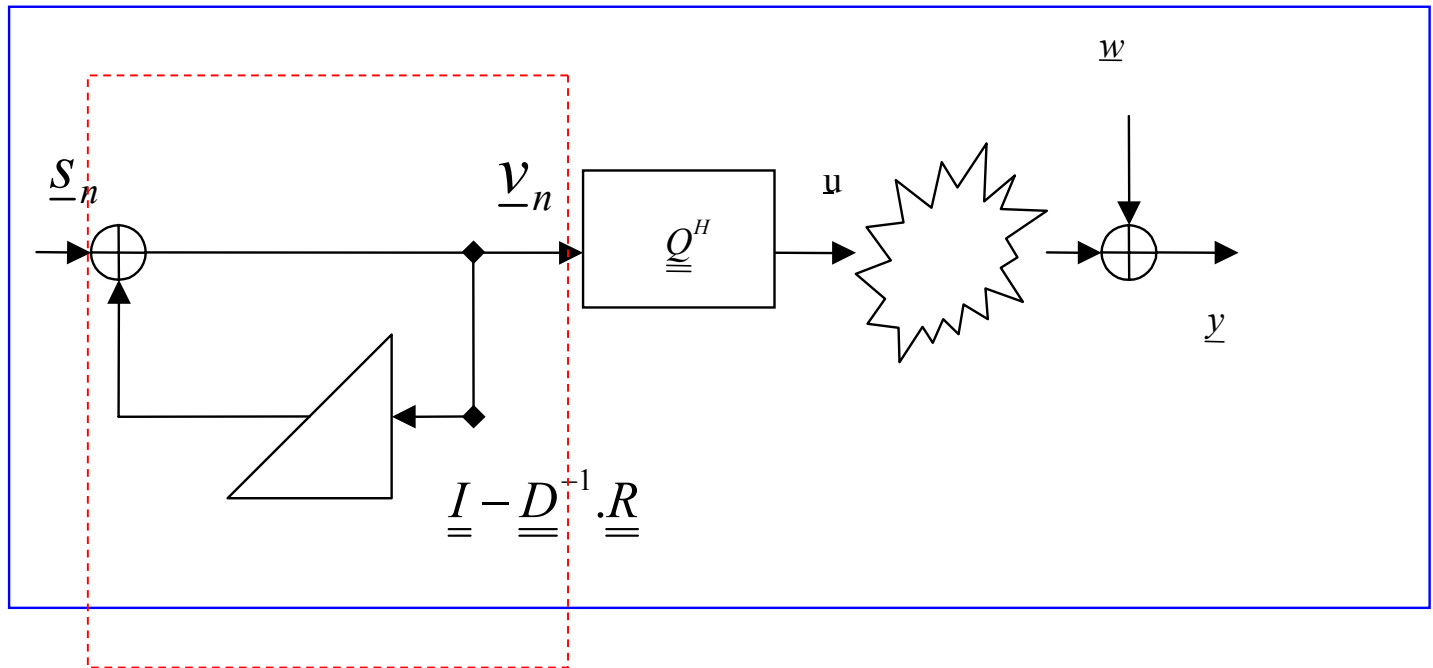 w
s_n
v_n
Q^H
u
y
I − D^{−1}.R